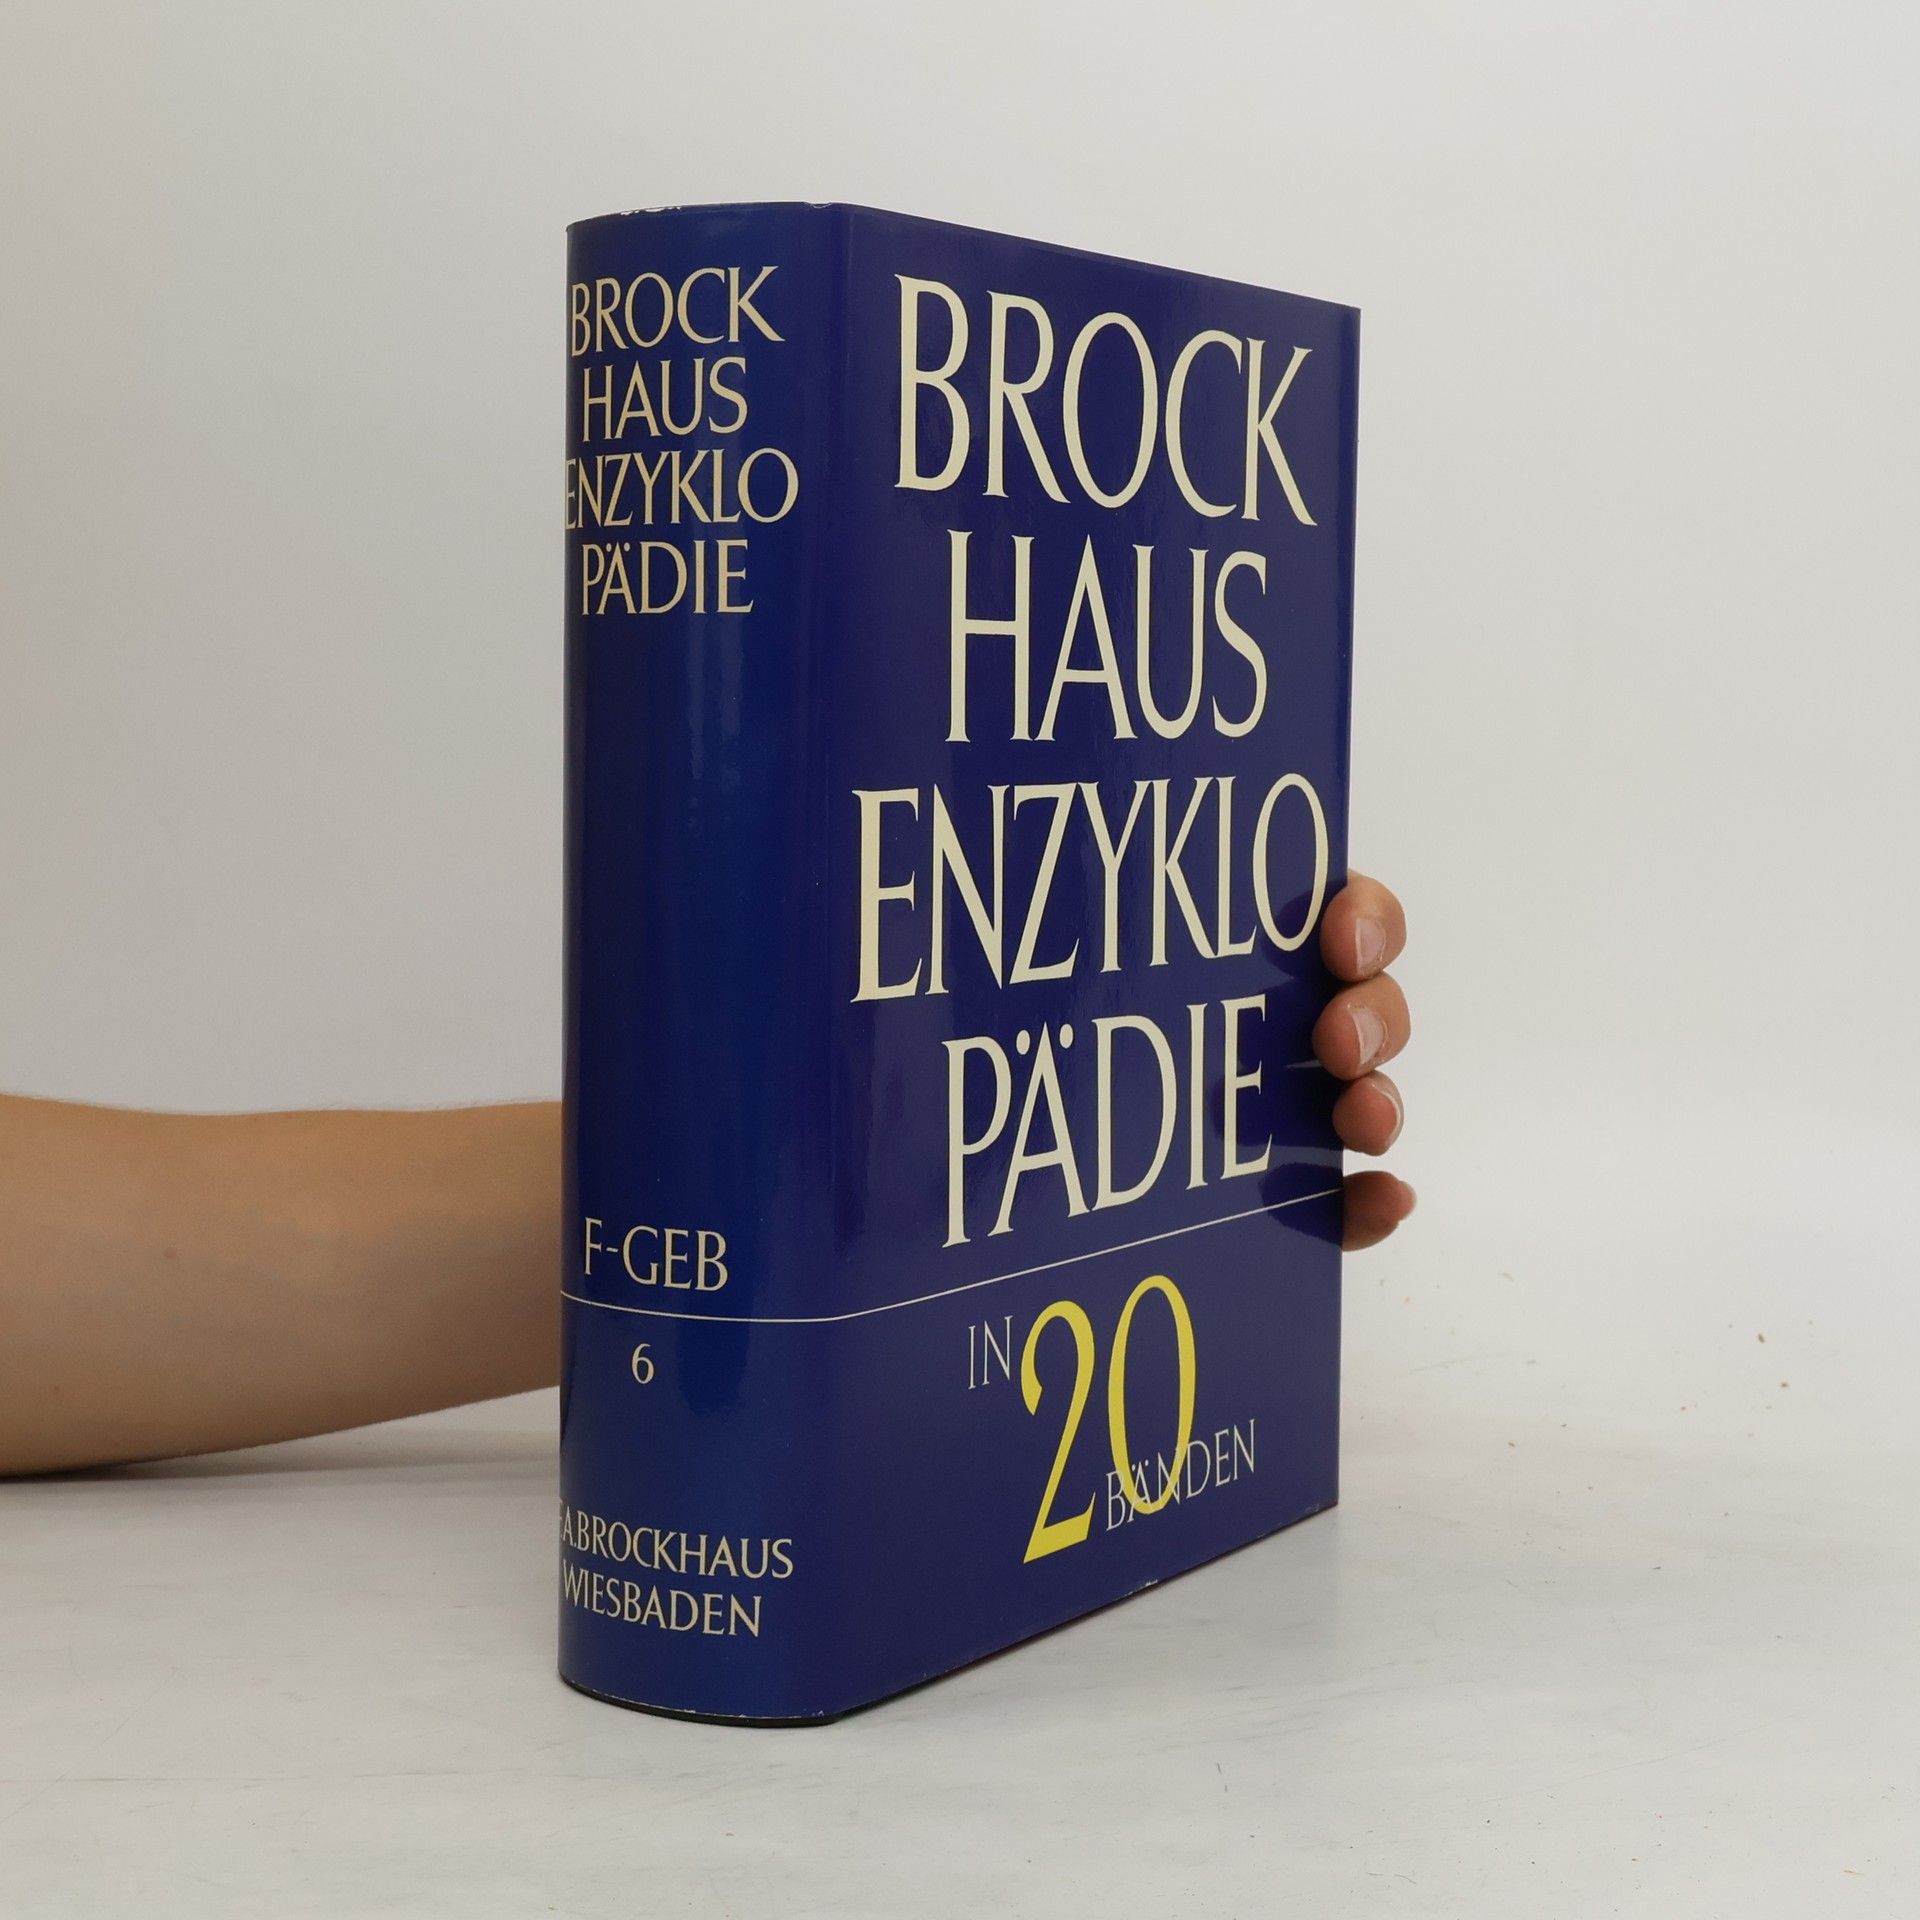 BROCK
HAUS
ENZYKLO
PÄDIE
F-GEB
6
F.A.BROCKHAUS
WIESBADEN
BROCK
HAUS
ENZYKLO
PÄDIE
IN 20
BÄNDEN